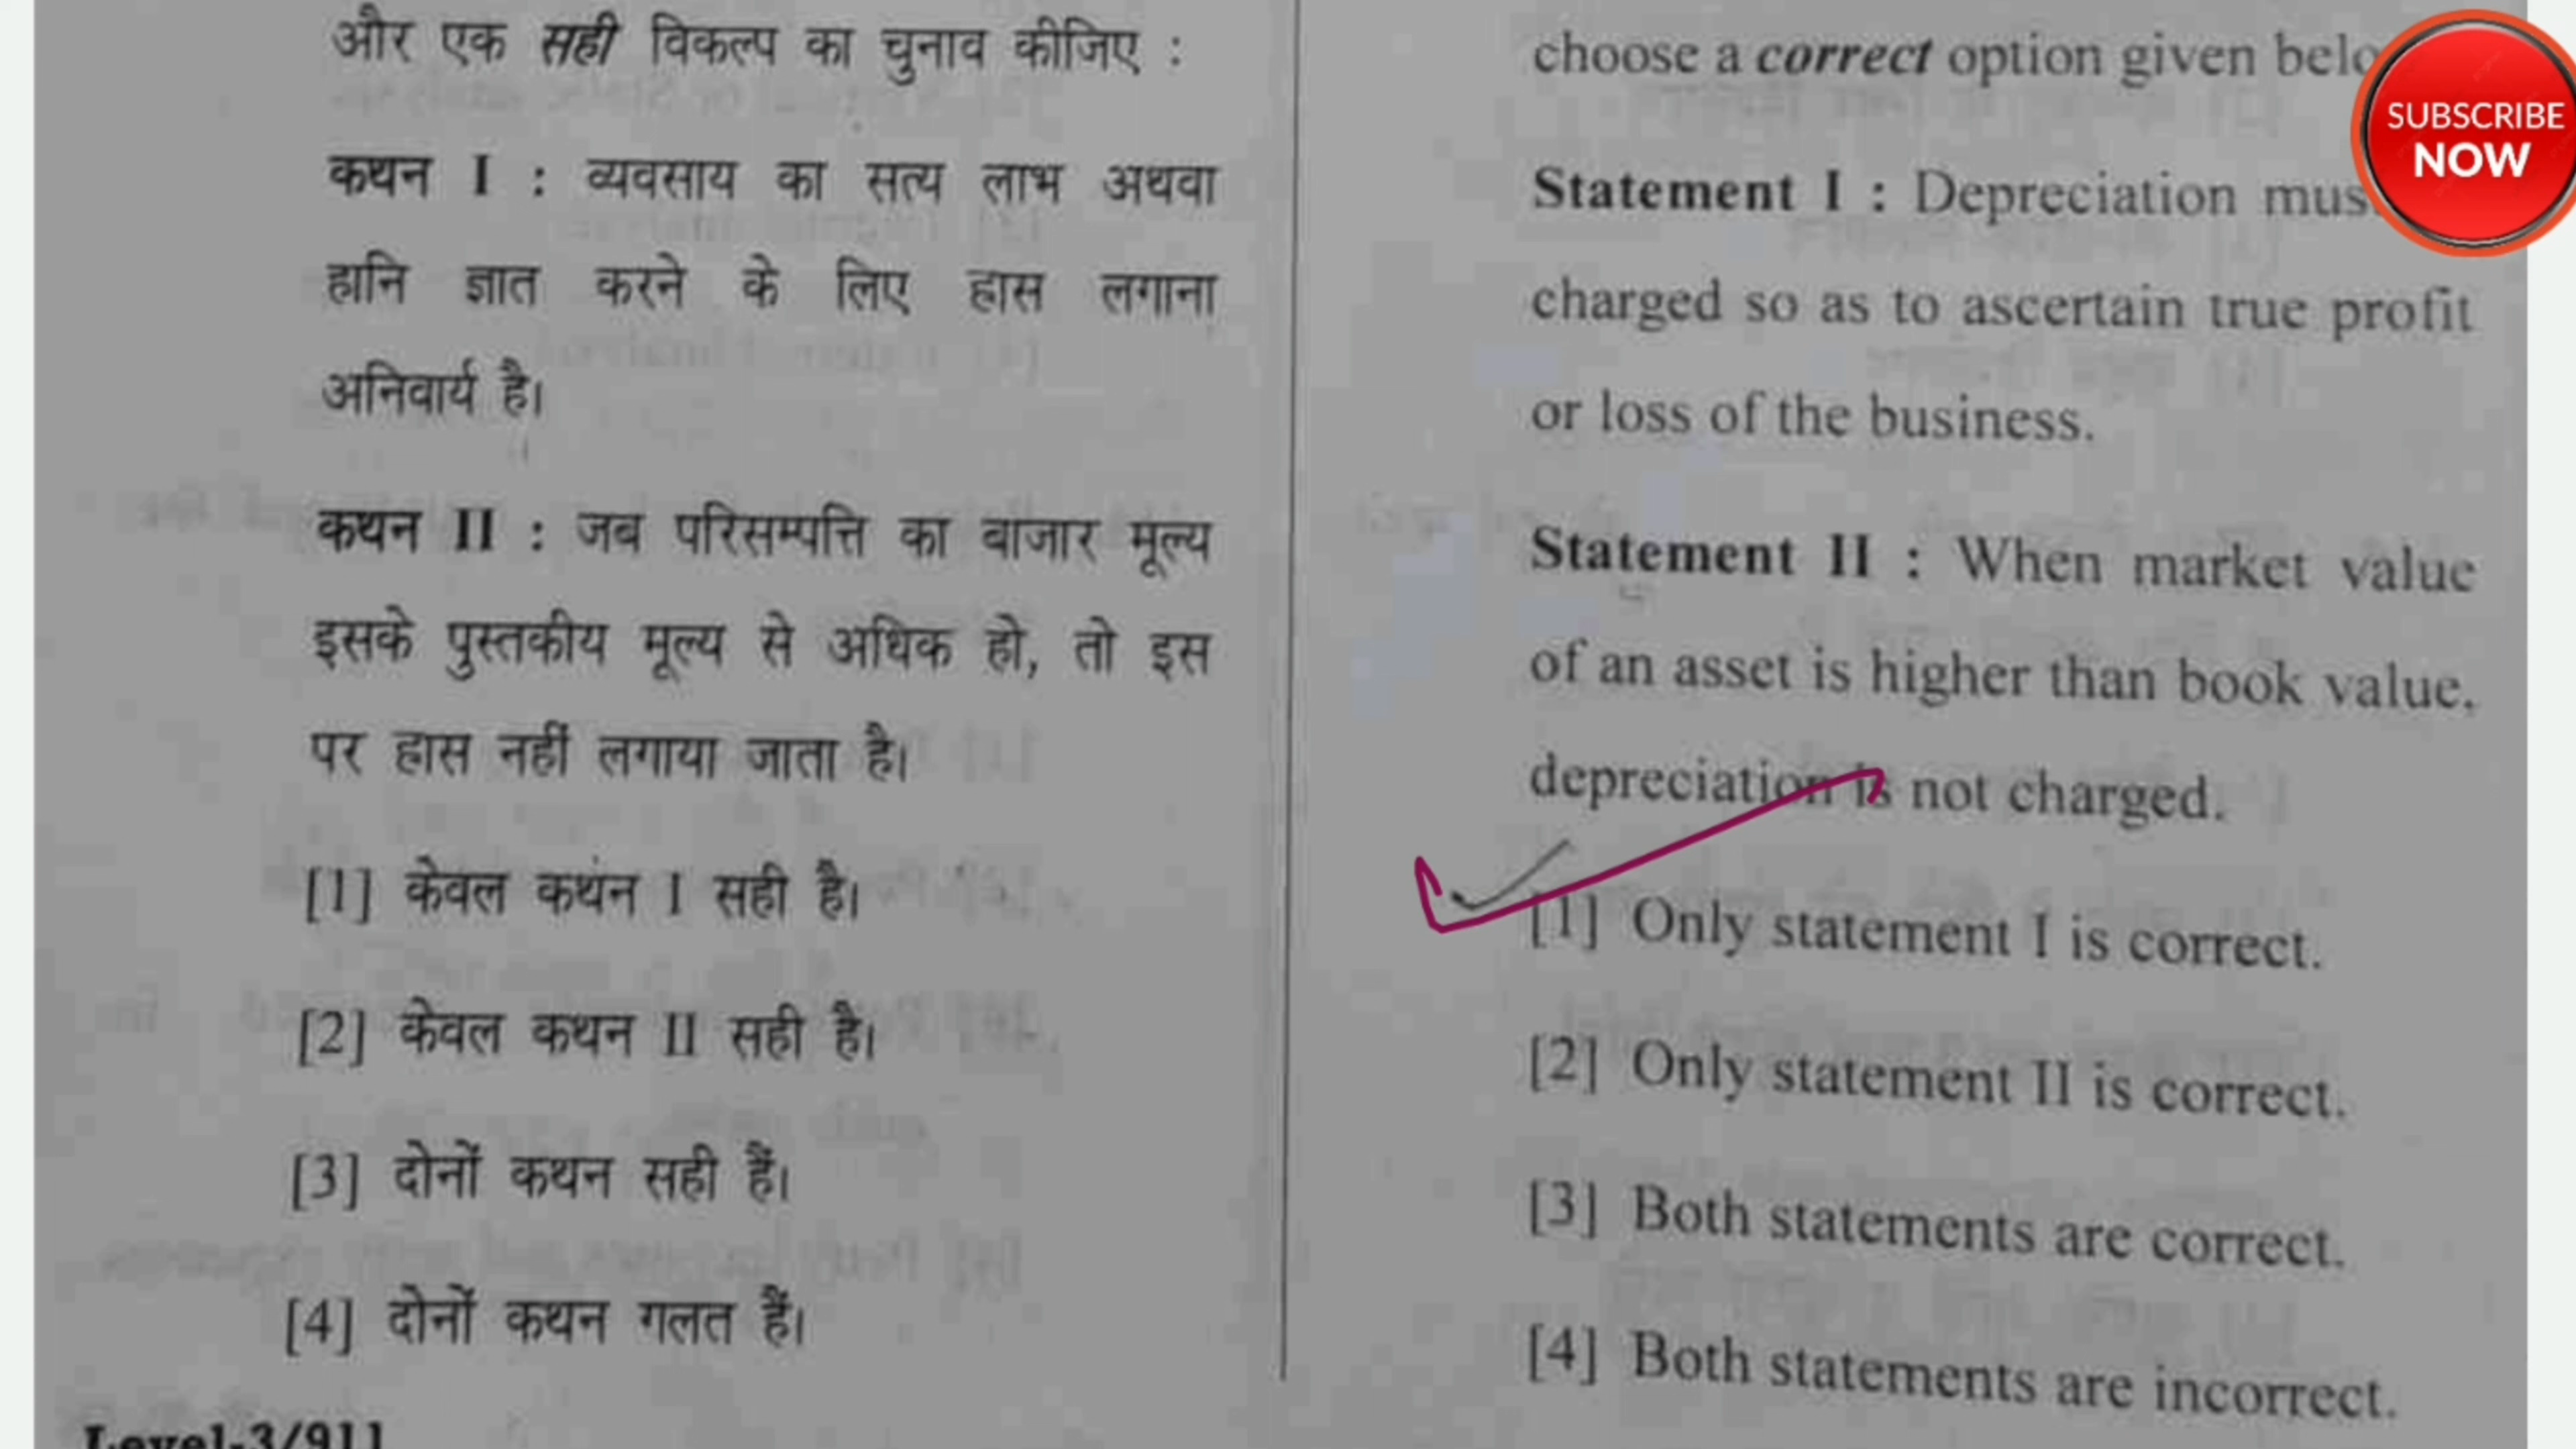 और एक सही विकल्प का चुनाव कीजिए :
कथन I : व्यवसाय का सत्य लाभ अथवा
हानि ज्ञात करने के लिए ह्रास लगाना
अनिवार्य है।
कथन II : जब परिसम्पत्ति का बाजार मूल्य
इसके पुस्तकीय मूल्य से अधिक हो, तो इस
पर ह्रास नहीं लगाया जाता है।
[1] केवल कथन I सही है।
[2] केवल कथन II सही है।
[3] दोनों कथन सही हैं।
[4] दोनों कथन गलत हैं।
Level-3/911
choose a correct option given
Statement I : Depreciation
charged so as to ascertain true profit
or loss of the business.
Statement II : When market value
of an asset is higher than book value,
depreciation is not charged.
[1] Only statement I is correct.
[2] Only statement II is correct.
[3] Both statements are correct.
[4] Both statements are incorrect.
SUBSCRIBE
NOW